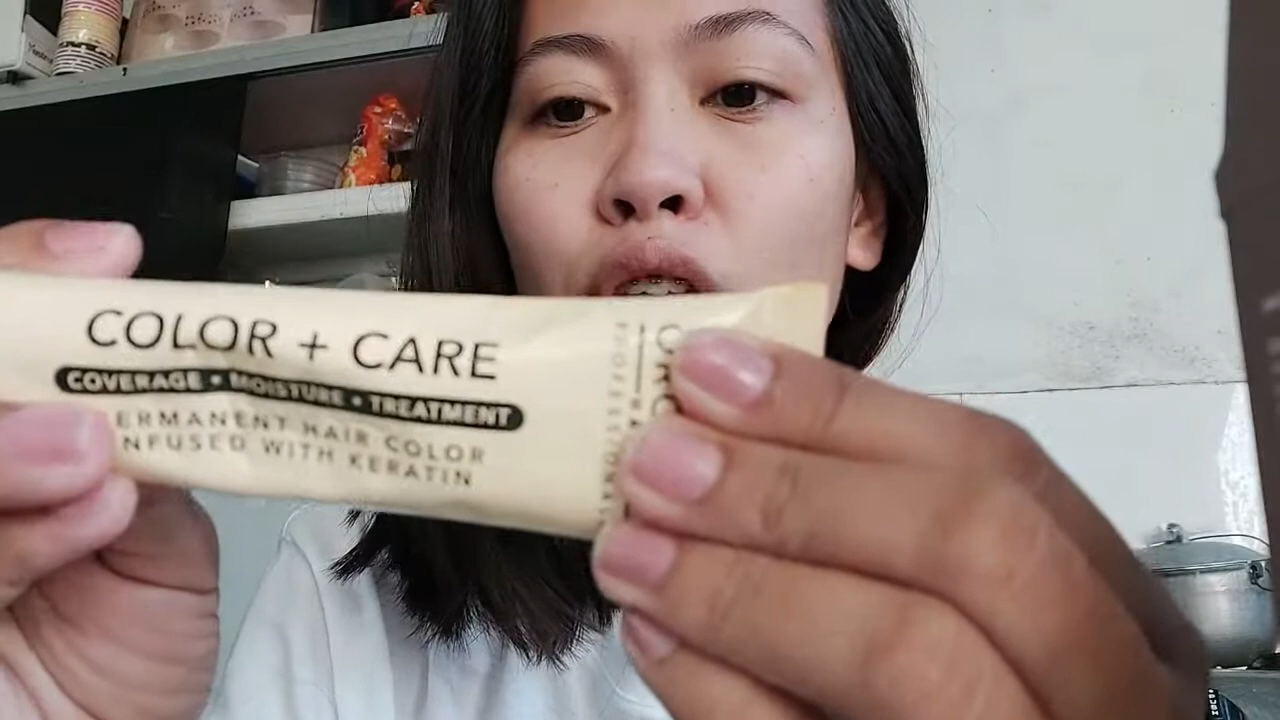 COLOR + CARE
COVERAGE • MOISTURE • TREATMENT
ERMANENT HAIR COLOR
NFUSED WITH KERATIN